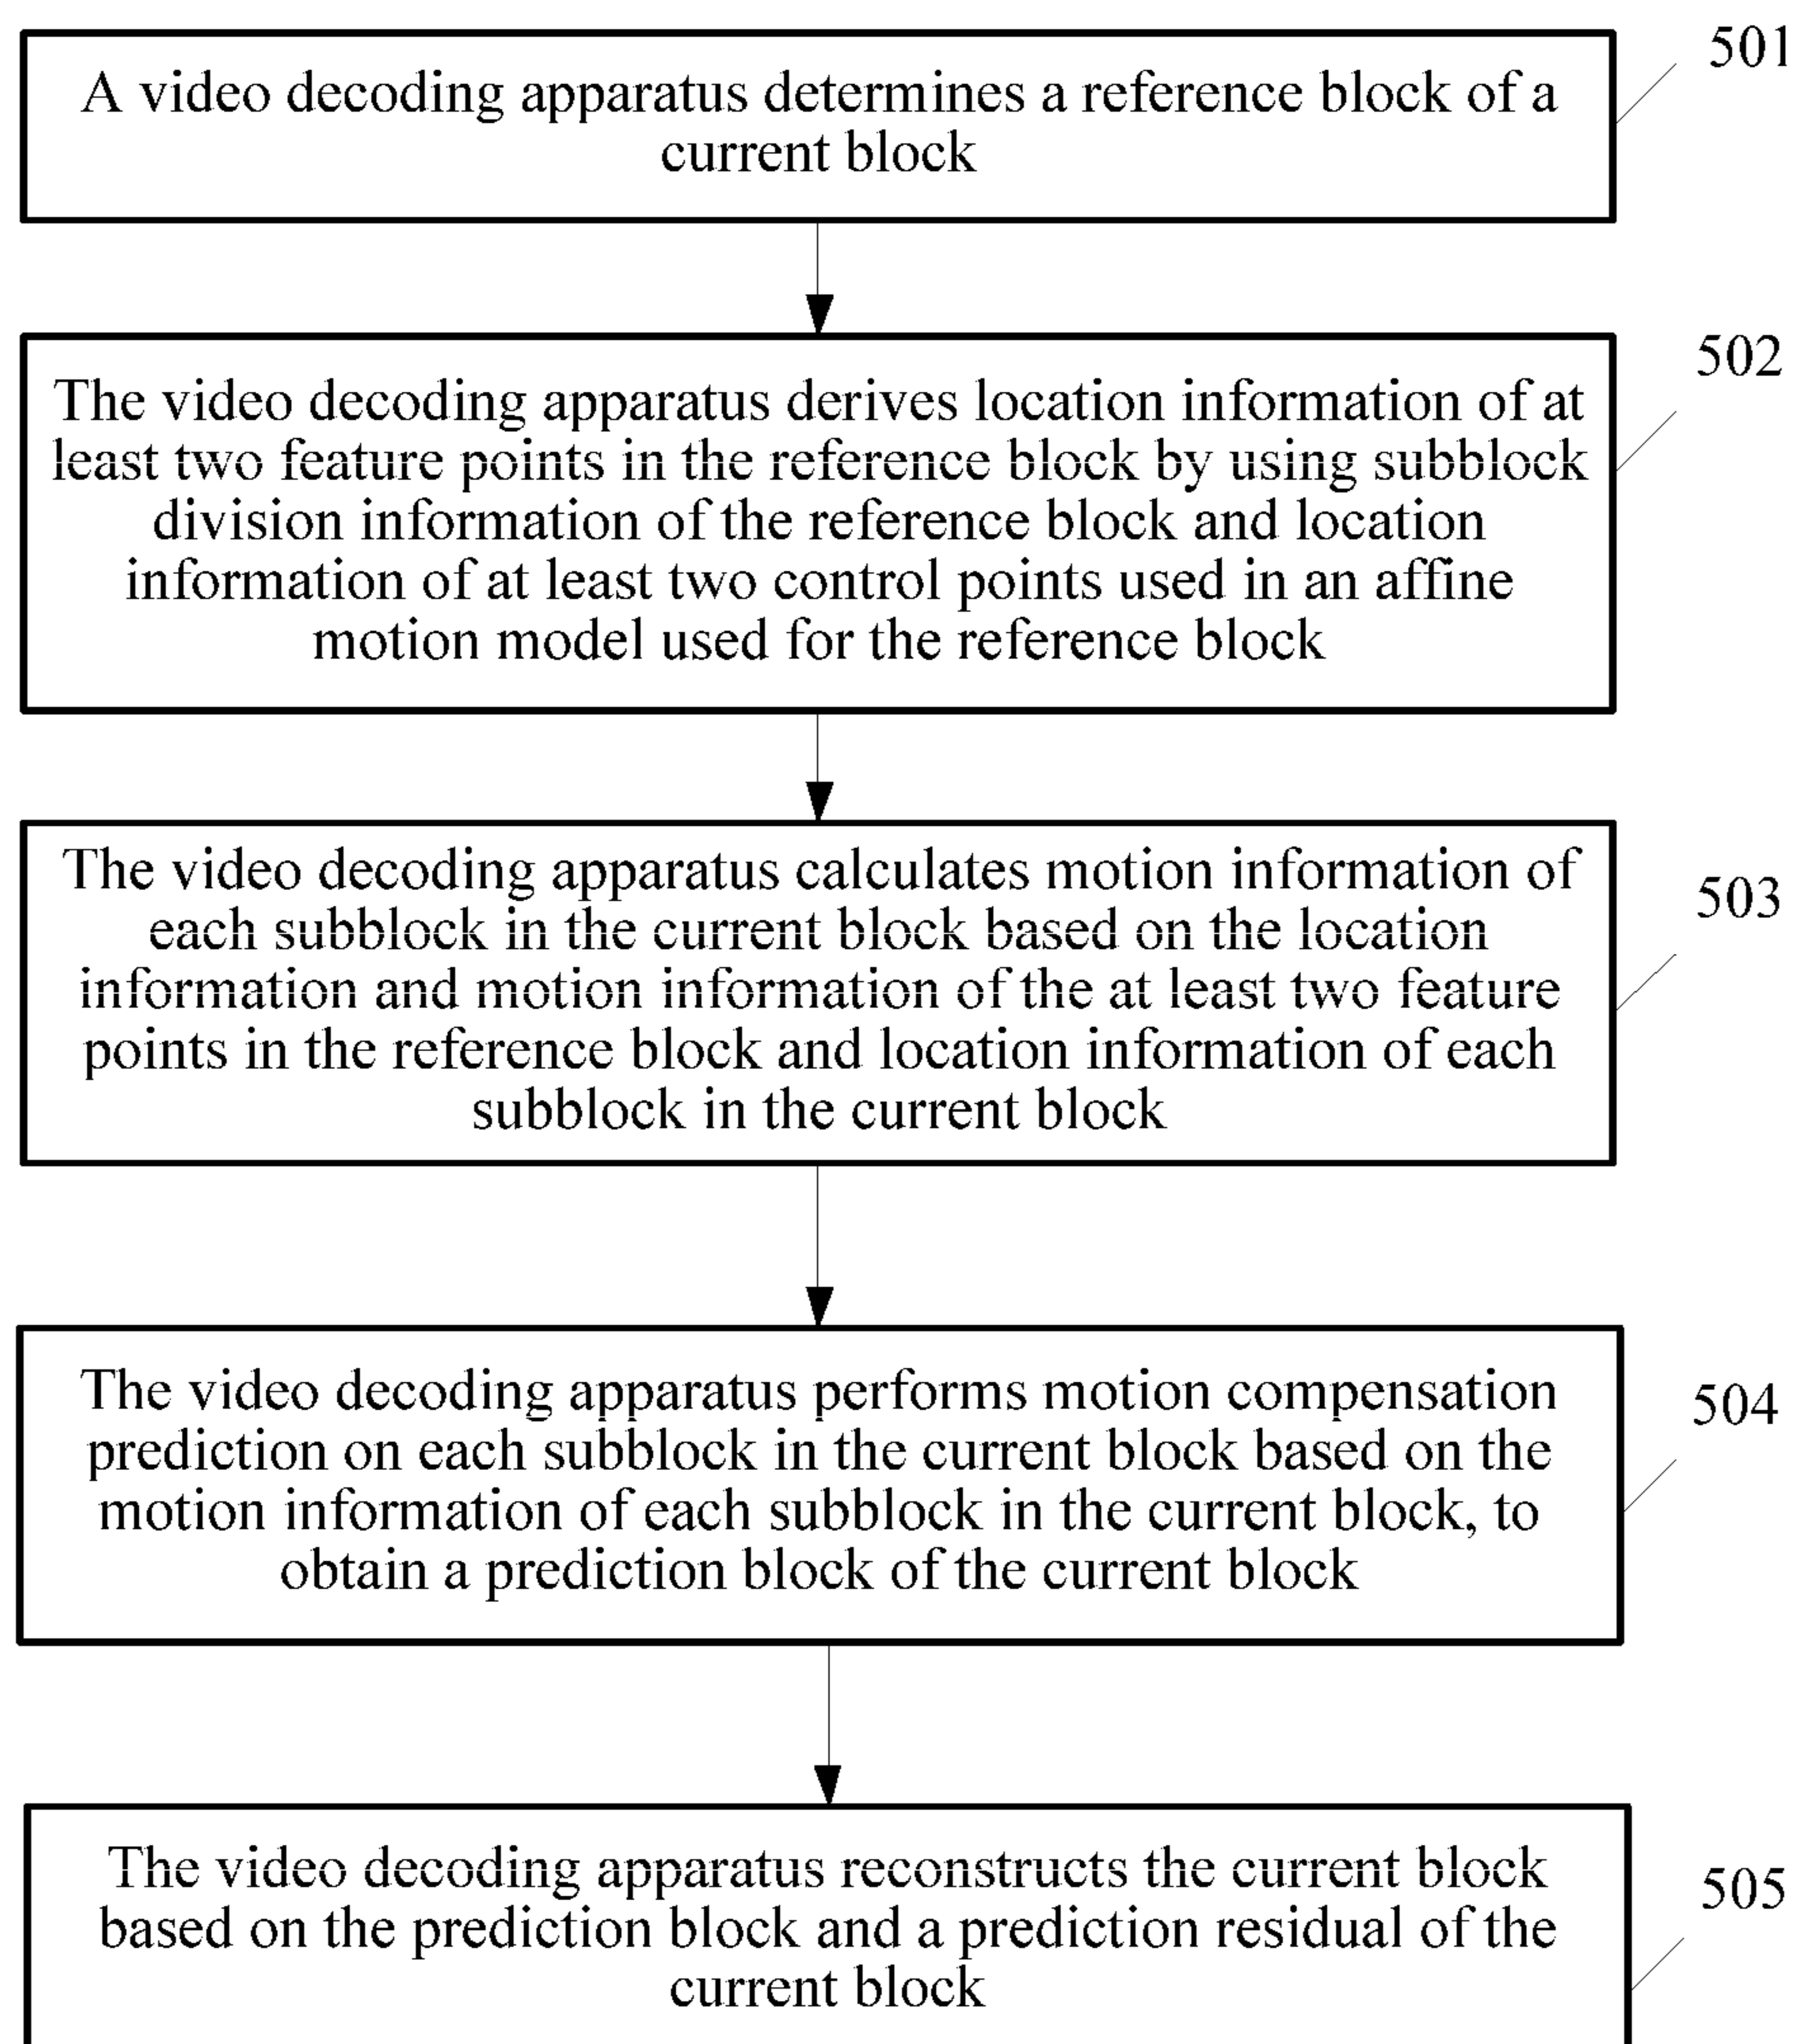 501
A video decoding apparatus determines a reference block of a
current block
502
The video decoding apparatus derives location information of at
least two feature points in the reference block by using subblock
division information of the reference block and location
information of at least two control points used in an affine
motion model used for the reference block
503
The video decoding apparatus calculates motion information of
each subblock in the current block based on the location
information and motion information of the at least two feature
points in the reference block and location information of each
subblock in the current block
504
The video decoding apparatus performs motion compensation
prediction on each subblock in the current block based on the
motion information of each subblock in the current block, to
obtain a prediction block of the current block
505
The video decoding apparatus reconstructs the current block
based on the prediction block and a prediction residual of the
current block